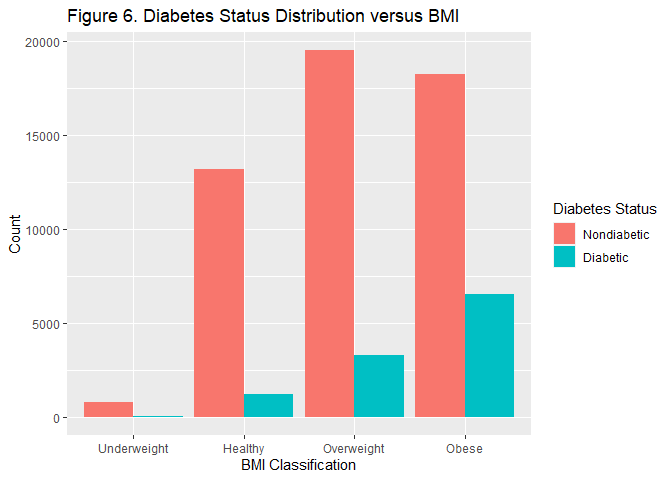 Figure 6. Diabetes Status Distribution versus BMI
20000
15000
10000
5000
0
Count
Underweight Healthy Overweight Obese
BMI Classification
Diabetes Status
Nondiabetic
Diabetic